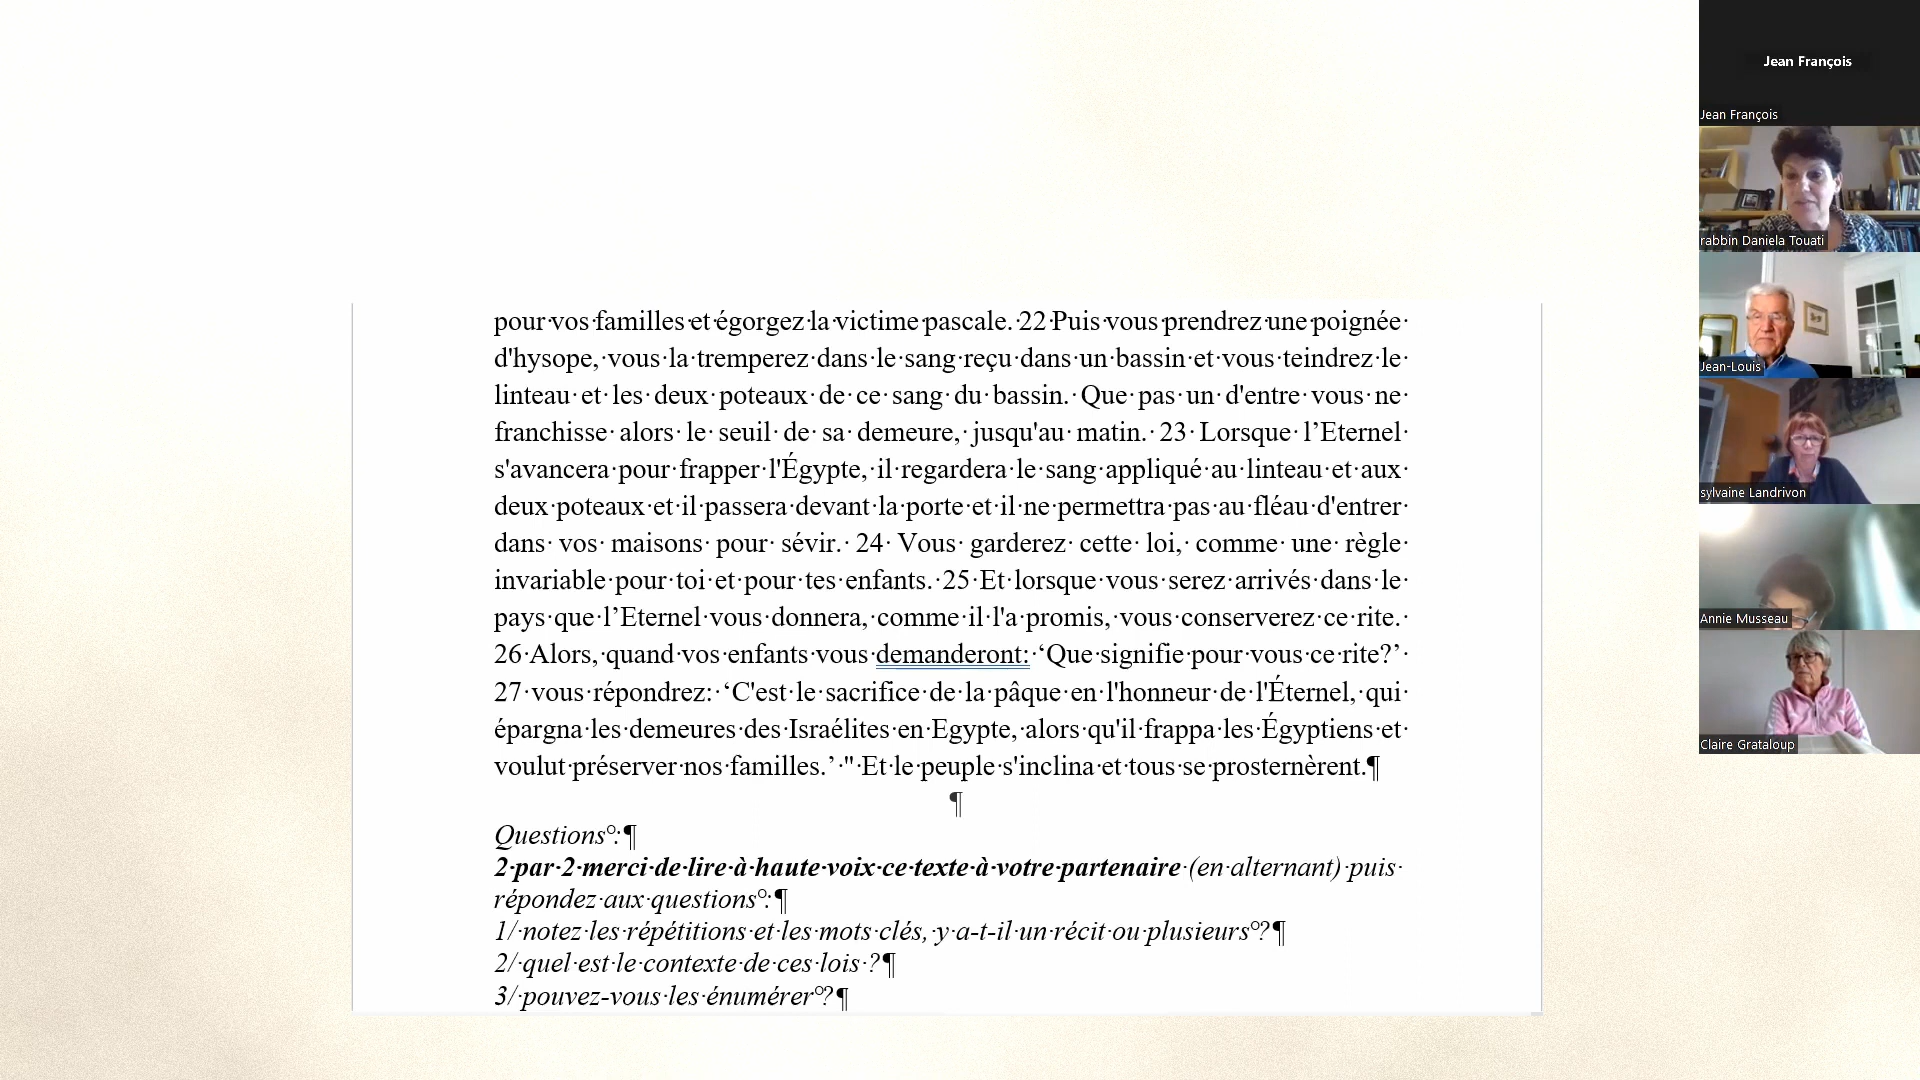 pour vos familles et égorgez la victime pascale. 22 Puis vous prendrez une poignée
d'hysope, vous la tremperez dans le sang reçu dans un bassin et vous teindrez le
linteau et les deux poteaux de ce sang du bassin. Que pas un d'entre vous ne
franchisse alors le seuil de sa demeure, jusqu'au matin. 23 Lorsque l’Eternel
s'avancera pour frapper l'Égypte, il regardera le sang appliqué au linteau et aux
deux poteaux et il passera devant la porte et il ne permettra pas au fléau d'entrer
dans vos maisons pour sévir. 24 Vous garderez cette loi, comme une règle
invariable pour toi et pour tes enfants. 25 Et lorsque vous serez arrivés dans le
pays que l’Eternel vous donnera, comme il l'a promis, vous conserverez ce rite.
26 Alors, quand vos enfants vous demanderont: ‘Que signifie pour vous ce rite?’
27 vous répondrez: ‘C'est le sacrifice de la pâque en l'honneur de l'Éternel, qui
épargna les demeures des Israélites en Egypte, alors qu'il frappa les Égyptiens et
voulut préserver nos familles.’ " Et le peuple s'inclina et tous se prosternèrent.¶
¶
Questions°:¶
2 par 2 merci de lire à haute voix ce texte à votre partenaire (en alternant) puis
répondez aux questions°:¶
1/ notez les répétitions et les mots clés, y a-t-il un récit ou plusieurs°?¶
2/ quel est le contexte de ces lois ?¶
3/ pouvez-vous les énumérer°?¶
Jean François
Jean François
rabbin Daniela Touati
Jean-Louis
sylvaine Landrivon
Annie Musseau
Claire Grataloup